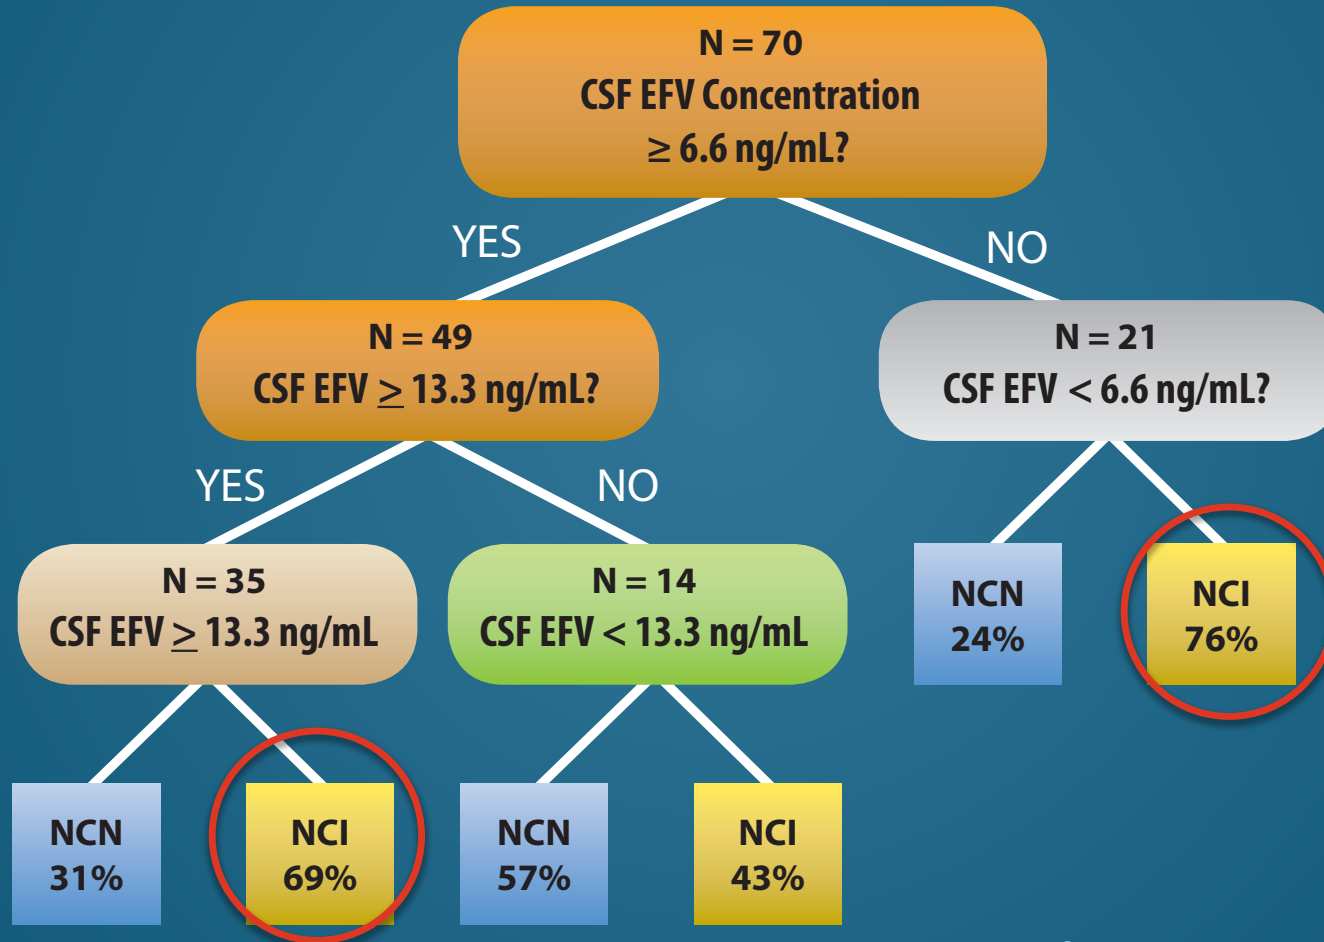 N = 70
CSF EFV Concentration
≥ 6.6 ng/mL?
YES
NO
N = 49
CSF EFV ≥ 13.3 ng/mL?
N = 21
CSF EFV < 6.6 ng/mL?
YES
NO
N = 35
CSF EFV ≥ 13.3 ng/mL
N = 14
CSF EFV < 13.3 ng/mL
NCN
24%
NCI
76%
NCN
31%
NCI
69%
NCN
57%
NCI
43%